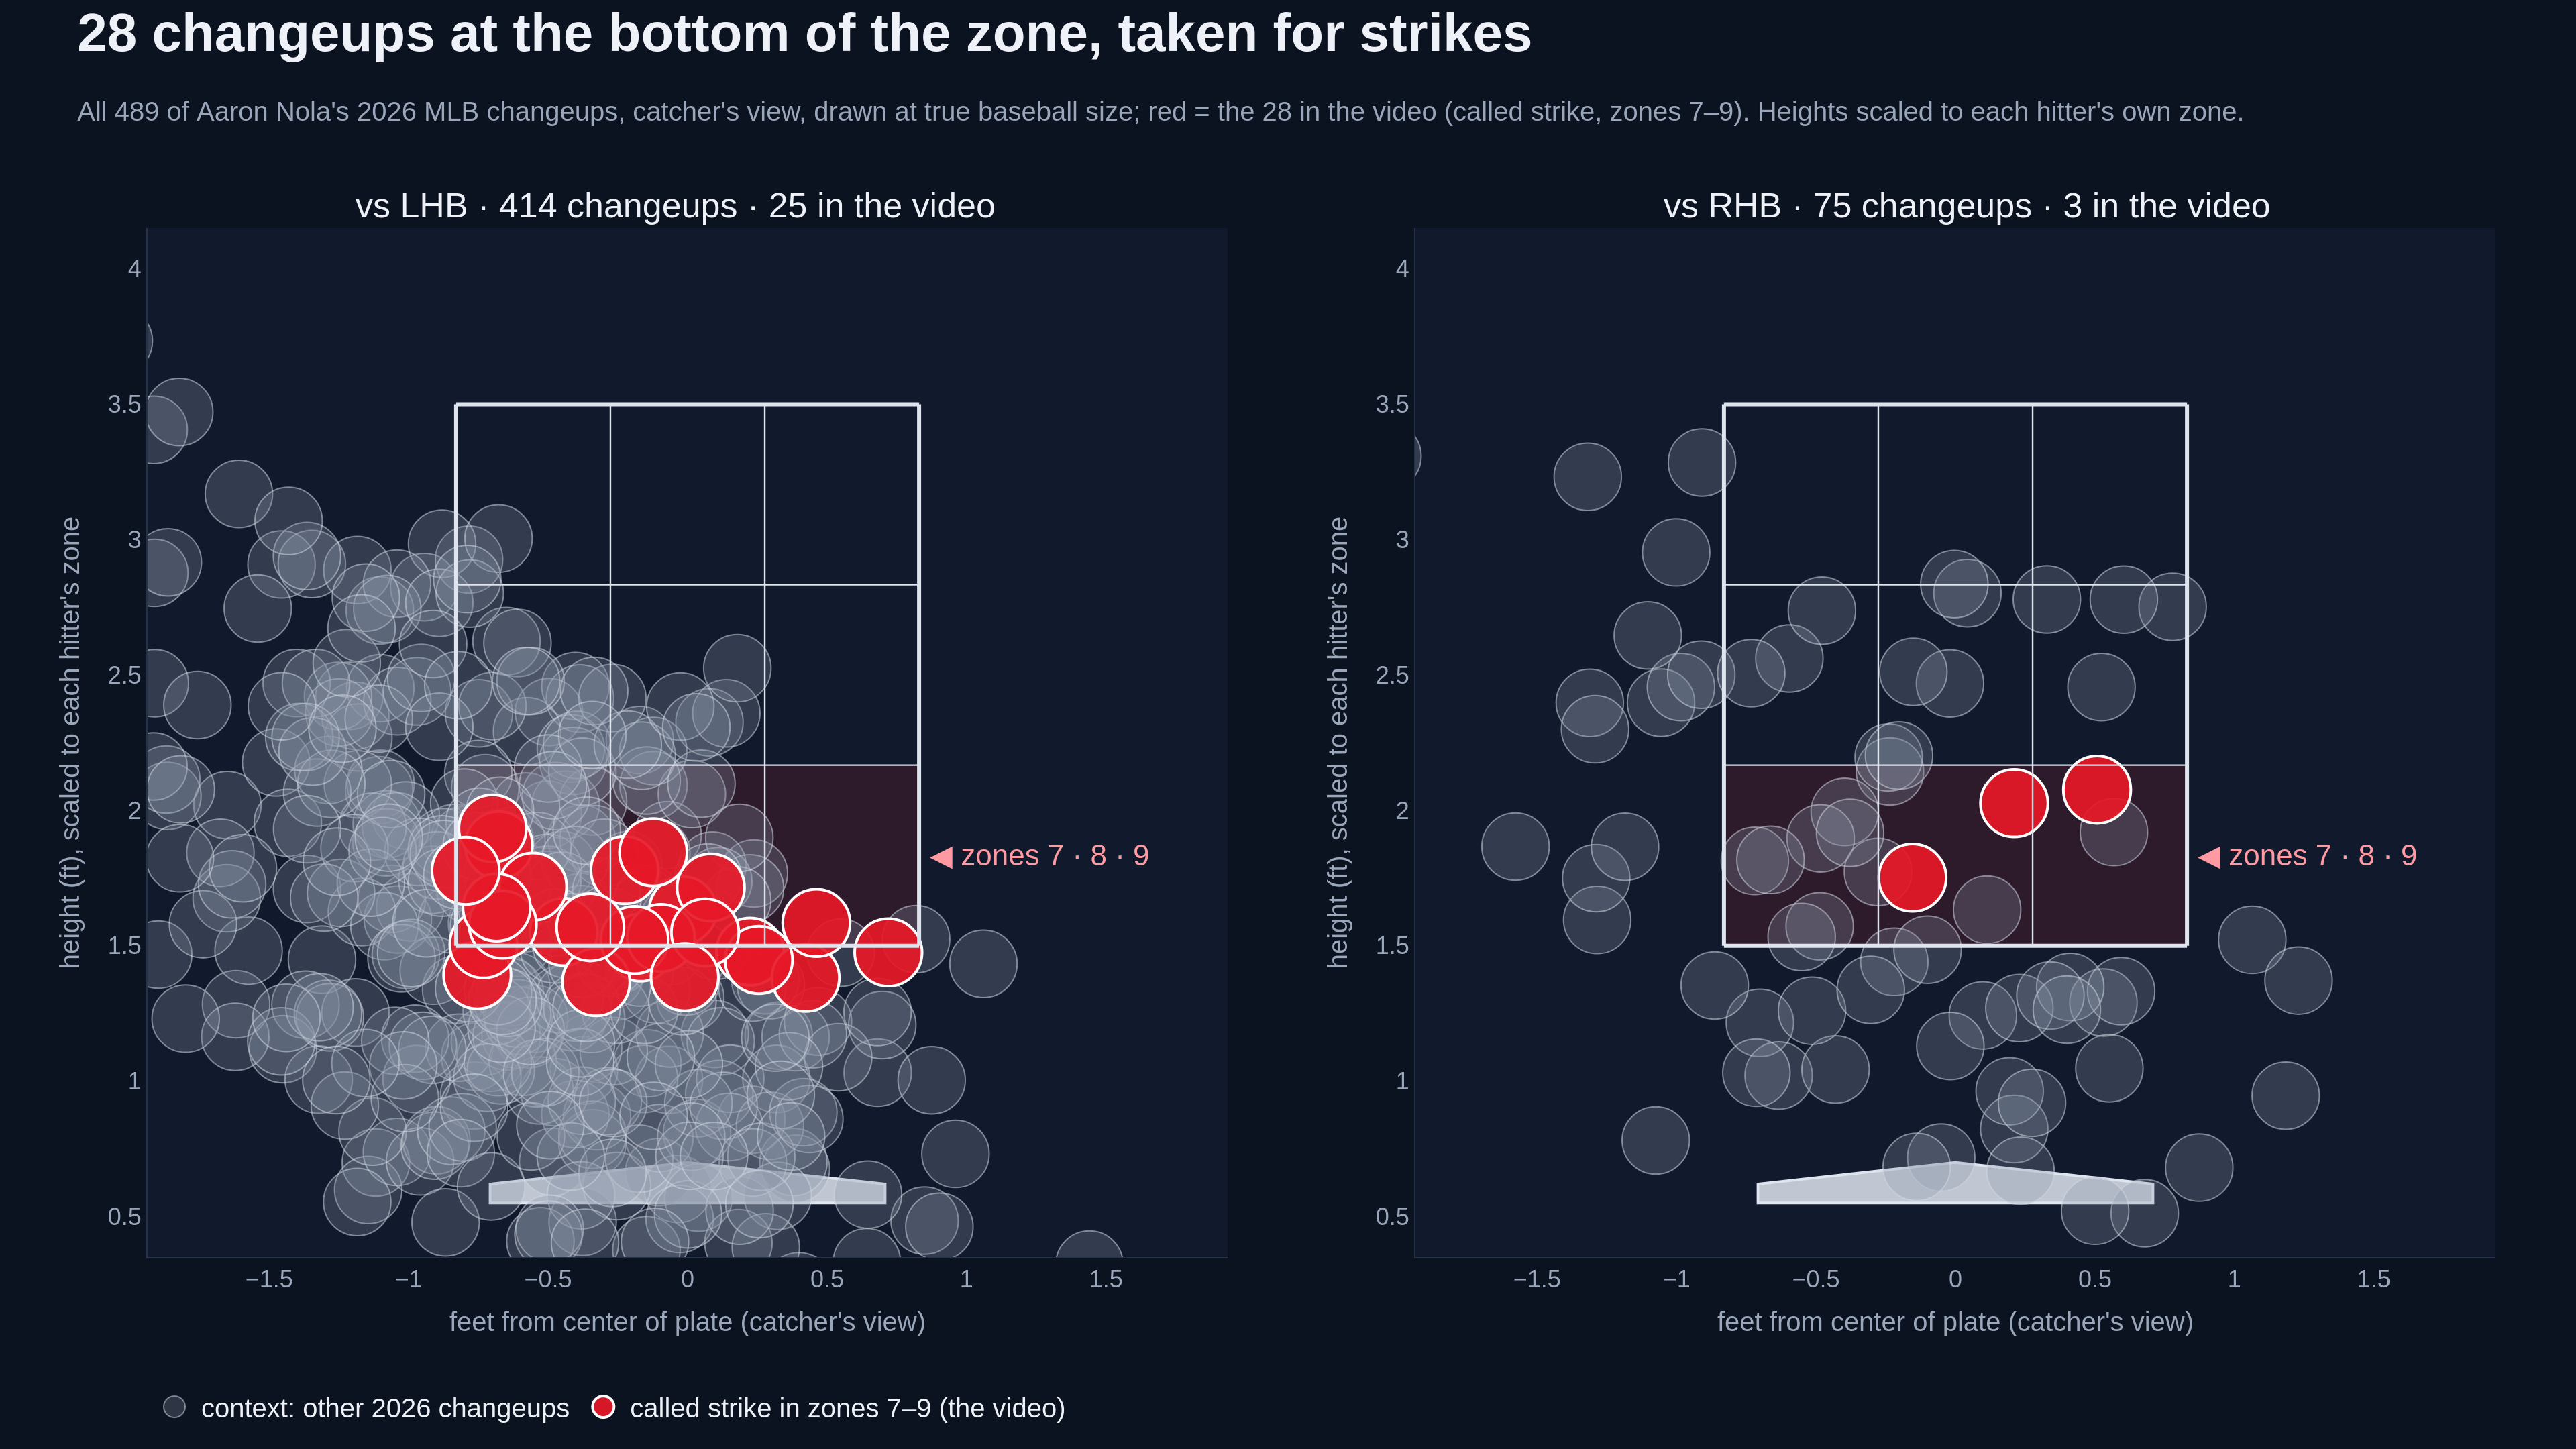 28 changeups at the bottom of the zone, taken for strikes
All 489 of Aaron Nola's 2026 MLB changeups, catcher's view, drawn at true baseball size; red = the 28 in the video (called strike, zones 7–9). Heights scaled to each hitter's own zone.
vs LHB · 414 changeups · 25 in the video
height (ft), scaled to each hitter's zone
4
3.5
3
2.5
2
1.5
1
0.5
◀ zones 7 · 8 · 9
−1.5 −1 −0.5 0 0.5 1 1.5
feet from center of plate (catcher's view)
vs RHB · 75 changeups · 3 in the video
height (ft), scaled to each hitter's zone
4
3.5
3
2.5
2
1.5
1
0.5
◀ zones 7 · 8 · 9
−1.5 −1 −0.5 0 0.5 1 1.5
feet from center of plate (catcher's view)
context: other 2026 changeups
called strike in zones 7–9 (the video)